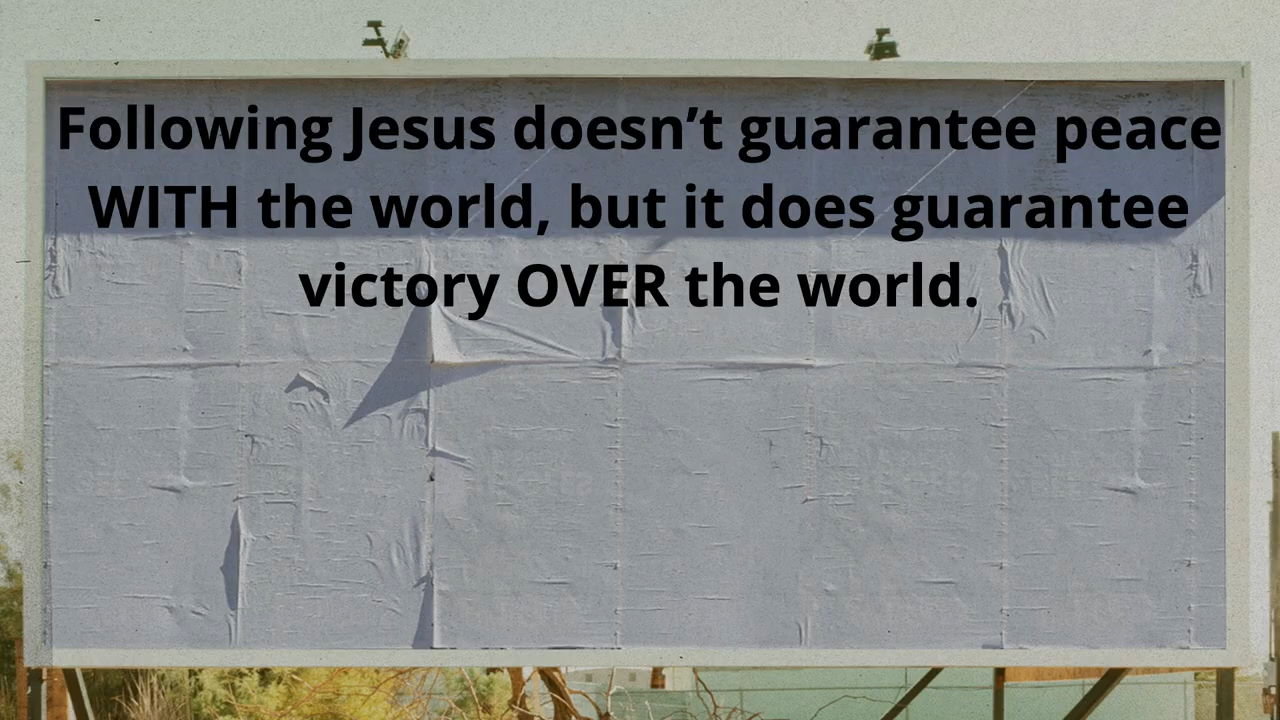 Following Jesus doesn’t guarantee peace
WITH the world, but it does guarantee
victory OVER the world.